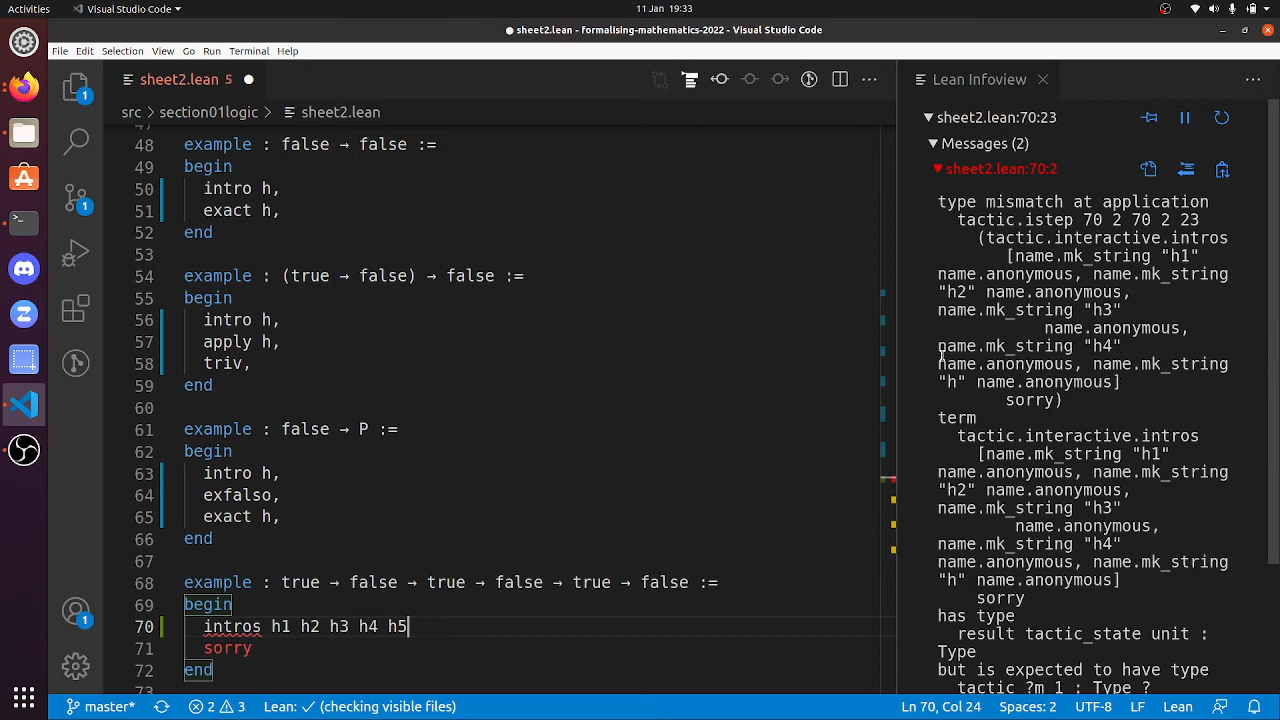 Activities
Visual Studio Code
11 Jan 19:33
sheet2.lean - formalising-mathematics-2022 - Visual Studio Code
File Edit Selection View Go Run Terminal Help
sheet2.lean 5
Lean Infoview
src > section01logic > sheet2.lean
47
48 example : false → false :=
49 begin
50 intro h,
51 exact h,
52 end
53
54 example : (true → false) → false :=
55 begin
56 intro h,
57 apply h,
58 triv,
59 end
60
61 example : false → P :=
62 begin
63 intro h,
64 exfalso,
65 exact h,
66 end
67
68 example : true → false → true → false → true → false :=
69 begin
70 intros h1 h2 h3 h4 h5
71 sorry
72 end
73
sheet2.lean:70:23
Messages (2)
sheet2.lean:70:2
type mismatch at application
tactic.istep 70 2 70 2 23
(tactic.interactive.intros
[name.mk_string "h1"
name.anonymous, name.mk_string
"h2" name.anonymous,
name.mk_string "h3"
name.anonymous,
name.mk_string "h4"
name.anonymous, name.mk_string
"h" name.anonymous]
sorry)
term
tactic.interactive.intros
[name.mk_string "h1"
name.anonymous, name.mk_string
"h2" name.anonymous,
name.mk_string "h3"
name.anonymous,
name.mk_string "h4"
name.anonymous, name.mk_string
"h" name.anonymous]
sorry
has type
result tactic_state unit :
Type
but is expected to have type
tactic ?m_1 : Type ?
1
1
1
master*
2
3
Lean: (checking visible files)
Ln 70, Col 24
Spaces: 2
UTF-8
LF
Lean